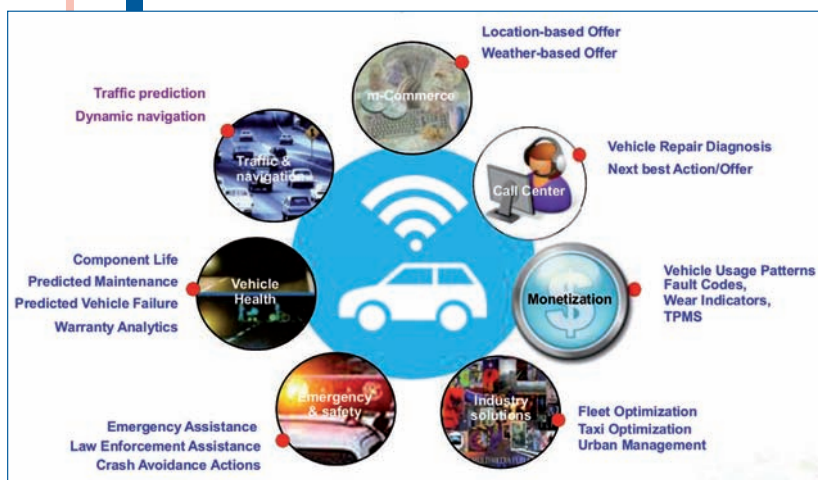 Location-based Offer
Weather-based Offer
m-Commerce
Traffic prediction
Dynamic navigation
Traffic &
navigation
Vehicle Repair Diagnosis
Next best Action/Offer
Call Center
Component Life
Predicted Maintenance
Predicted Vehicle Failure
Warranty Analytics
Vehicle
Health
Vehicle Usage Patterns
Fault Codes,
Wear Indicators,
TPMS
Monetization
Emergency
& safety
Emergency Assistance
Law Enforcement Assistance
Crash Avoidance Actions
Industry
solutions
Fleet Optimization
Taxi Optimization
Urban Management